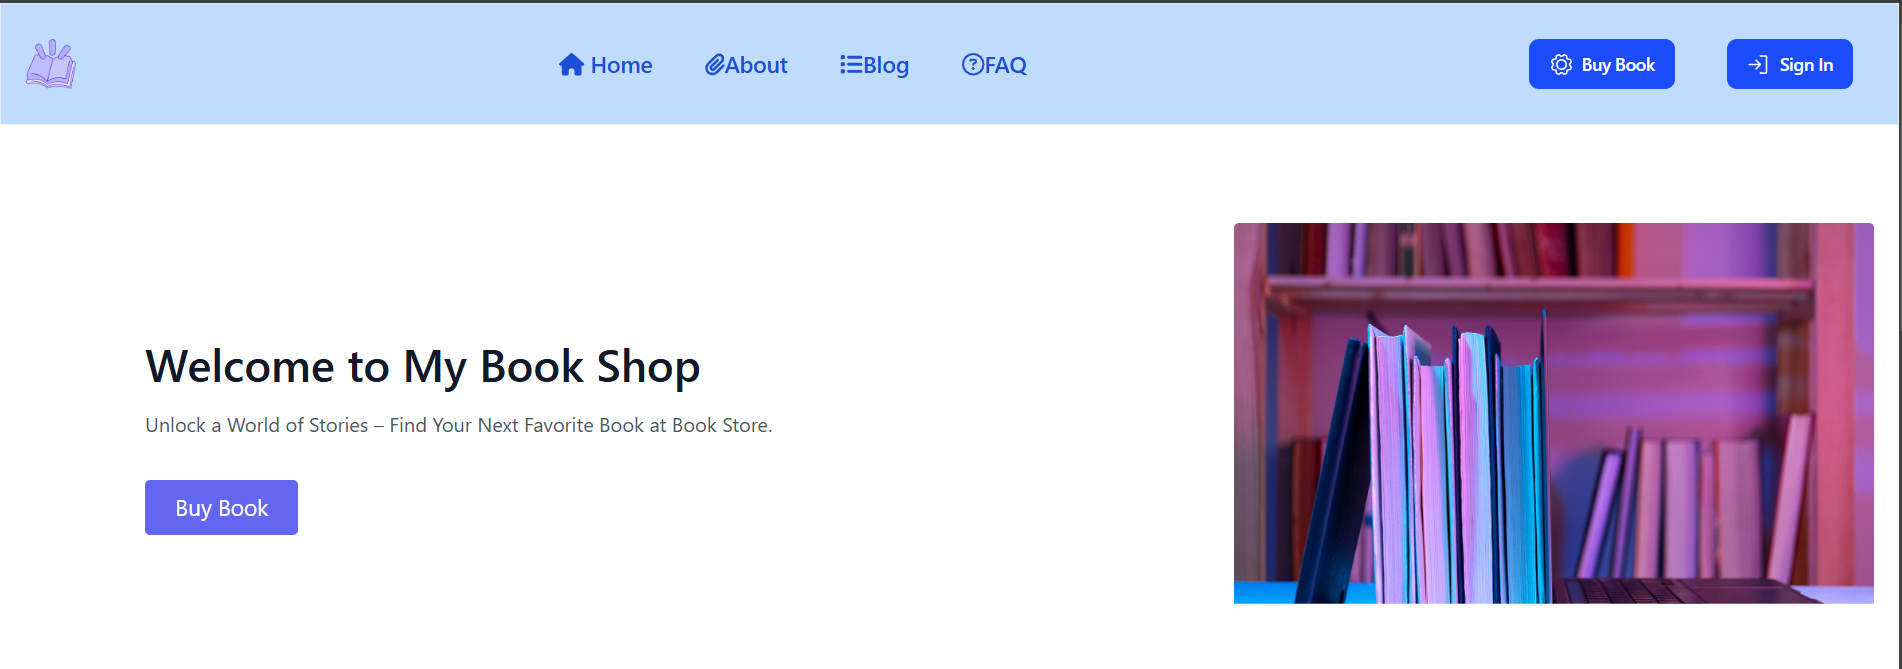 Home About Blog FAQ Buy Book Sign In
Welcome to My Book Shop
Unlock a World of Stories – Find Your Next Favorite Book at Book Store.
Buy Book